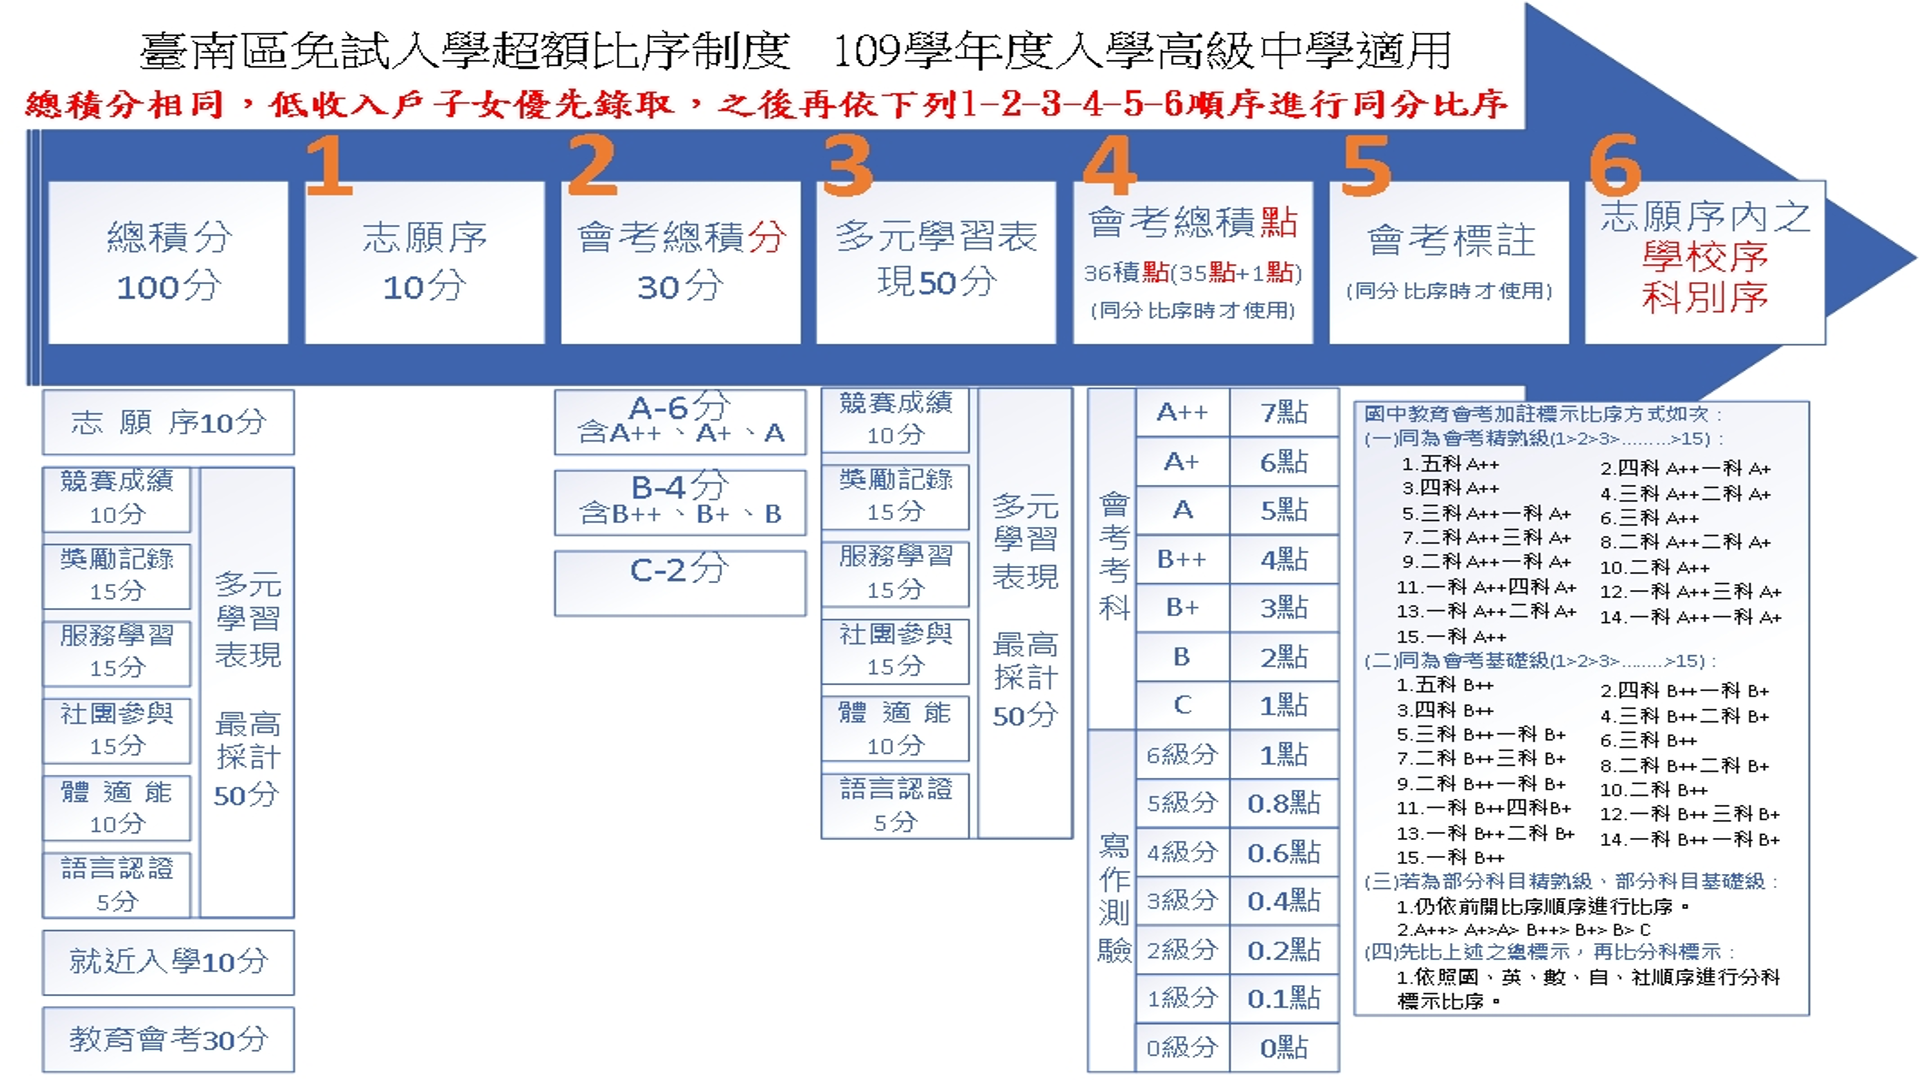 臺南區免試入學超額比序制度 109學年度入學高級中學適用
總積分相同，低收入戶子女優先錄取，之後再依下列1-2-3-4-5-6順序進行同分比序
總積分
100分
1
志願序
10分
2
會考總積分
30分
3
多元學習表
現50分
4
會考總積點
36積點(35點+1點)
(同分比序時才使用)
5
會考標註
(同分比序時才使用)
6
志願序內之
學校序
科別序
志 願 序10分
競賽成績
10分
獎勵記錄
15分
服務學習
15分
社團參與
15分
體 適 能
10分
語言認證
5分
多元
學習
表現
最高
採計
50分
就近入學10分
教育會考30分
A-6分
含A++、A+、A
B-4分
含B++、B+、B
C-2分
競賽成績
10分
獎勵記錄
15分
服務學習
15分
社團參與
15分
體 適 能
10分
語言認證
5分
多元
學習
表現
最高
採計
50分
會考考科
A++ 7點
A+ 6點
A 5點
B++ 4點
B+ 3點
B 2點
C 1點
寫作測驗
6級分 1點
5級分 0.8點
4級分 0.6點
3級分 0.4點
2級分 0.2點
1級分 0.1點
0級分 0點
國中教育會考加註標示比序方式如次：
(一)同為會考精熟級(1>2>3>………>15)：
1.五科 A++ 2.四科 A++一科 A+
3.四科 A++ 4.三科 A++二科 A+
5.三科 A++一科 A+ 6.三科 A++
7.二科 A++三科 A+ 8.二科 A++二科 A+
9.二科 A++一科 A+ 10.二科 A++
11.一科 A++四科 A+ 12.一科 A++三科 A+
13.一科 A++二科 A+ 14.一科 A++一科 A+
15.一科 A++
(二)同為會考基礎級(1>2>3>……..>15)：
1.五科 B++ 2.四科 B++一科 B+
3.四科 B++ 4.三科 B++二科 B+
5.三科 B++一科 B+ 6.三科 B++
7.二科 B++三科 B+ 8.二科 B++二科 B+
9.二科 B++一科 B+ 10.二科 B++
11.一科 B++四科B+ 12.一科 B++三科 B+
13.一科 B++二科 B+ 14.一科 B++一科 B+
15.一科 B++
(三)若為部分科目精熟級、部分科目基礎級：
1.仍依前開比序順序進行比序。
2.A++> A+>A> B++> B+> B> C
(四)先比上述之總標示，再比分科標示：
1.依照國、英、數、自、社順序進行分科
標示比序。